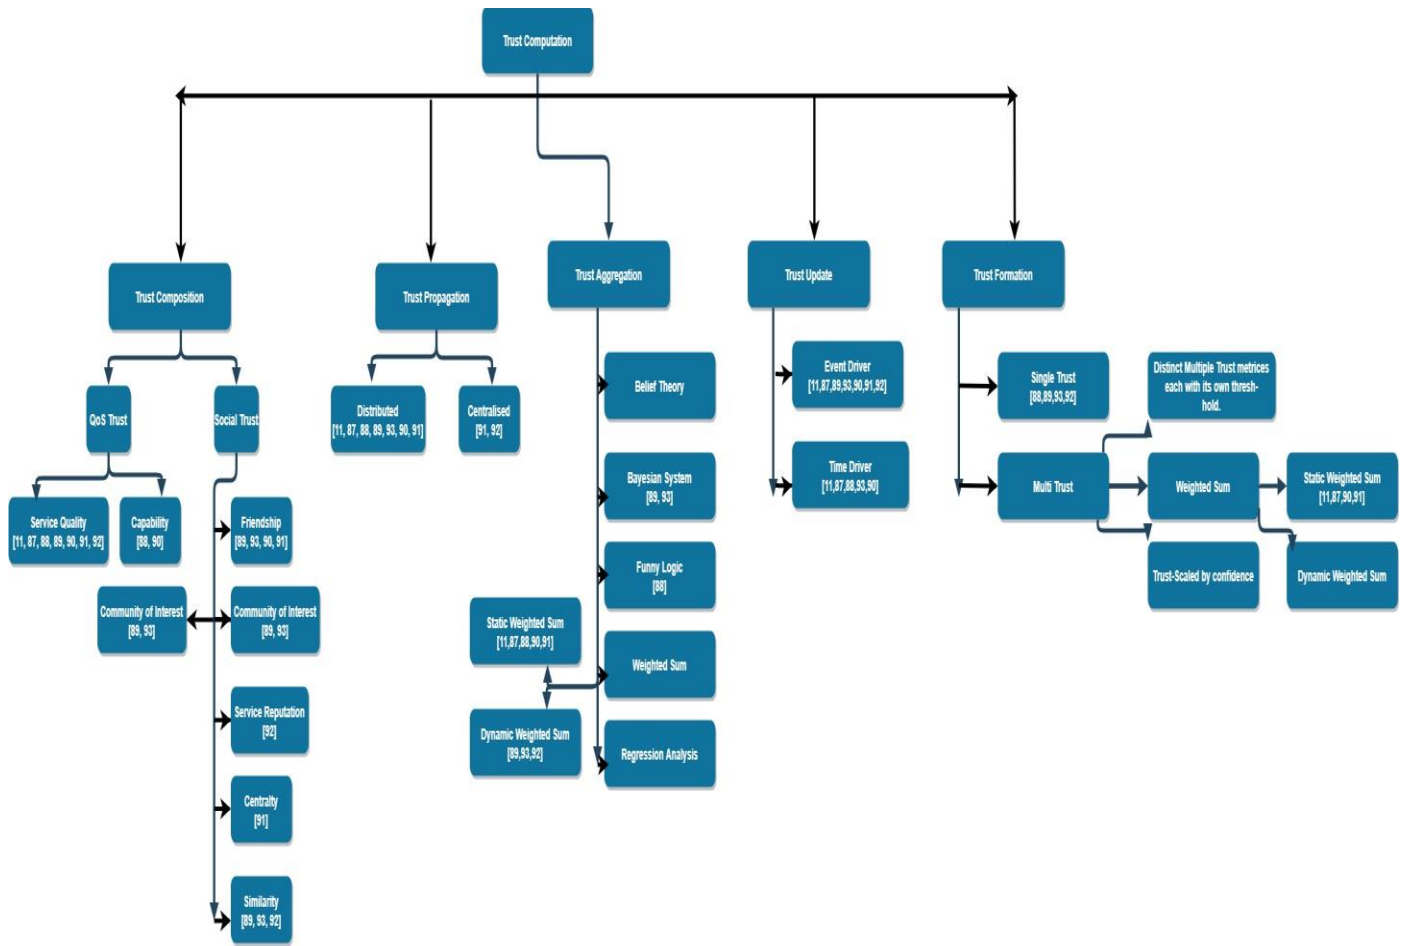 Trust Computation
Trust Composition
Trust Propagation
Trust Aggregation
Trust Update
Trust Formation
QoS Trust
Social Trust
Service Quality
[11, 87, 88, 89, 90, 91, 92]
Capability
[88, 90]
Friendship
[89, 93, 90, 91]
Community of Interest
[89, 93]
Community of Interest
[89, 93]
Service Reputation
[92]
Centralty
[91]
Similarity
[89, 93, 92]
Distributed
[11, 87, 88, 89, 93, 90, 91]
Centralised
[91, 92]
Belief Theory
Bayesian System
[89, 93]
Funny Logic
[88]
Static Weighted Sum
[11,87,88,90,91]
Weighted Sum
Dynamic Weighted Sum
[89,93,92]
Regression Analysis
Event Driver
[11,87,89,93,90,91,92]
Time Driver
[11,87,88,93,90]
Single Trust
[88,89,93,92]
Distinct Multiple Trust metrices
each with its own thresh-
hold.
Multi Trust
Weighted Sum
Static Weighted Sum
[11,87,90,91]
Trust-Scaled by confidence
Dynamic Weighted Sum